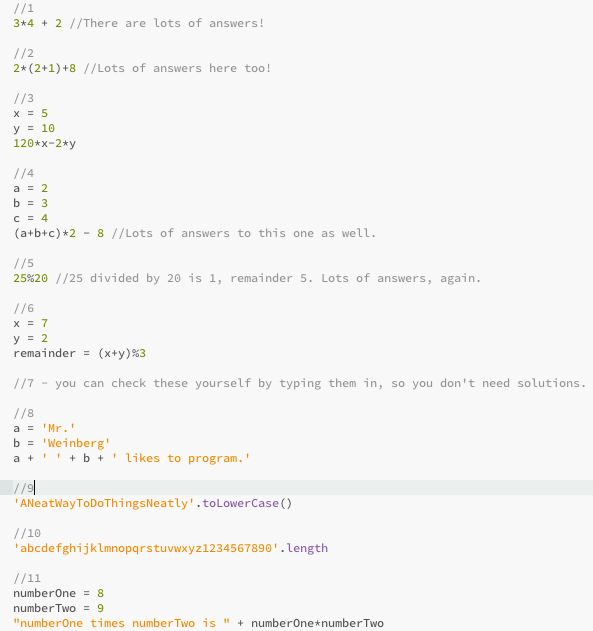 //1
3*4 + 2 //There are lots of answers!
//2
2*(2+1)+8 //Lots of answers here too!
//3
x = 5
y = 10
120*x-2*y
//4
a = 2
b = 3
c = 4
(a+b+c)*2 - 8 //Lots of answers to this one as well.
//5
25%20 //25 divided by 20 is 1, remainder 5. Lots of answers, again.
//6
x = 7
y = 2
remainder = (x+y)%3
//7 - you can check these yourself by typing them in, so you don't need solutions.
//8
a = 'Mr.'
b = 'Weinberg'
a + ' ' + b + ' likes to program.'
//9
'ANeatWayToDoThingsNeatly'.toLowerCase()
//10
'abcdefghijklmnopqrstuvwxyz1234567890'.length
//11
numberOne = 8
numberTwo = 9
"numberOne times numberTwo is " + numberOne*numberTwo